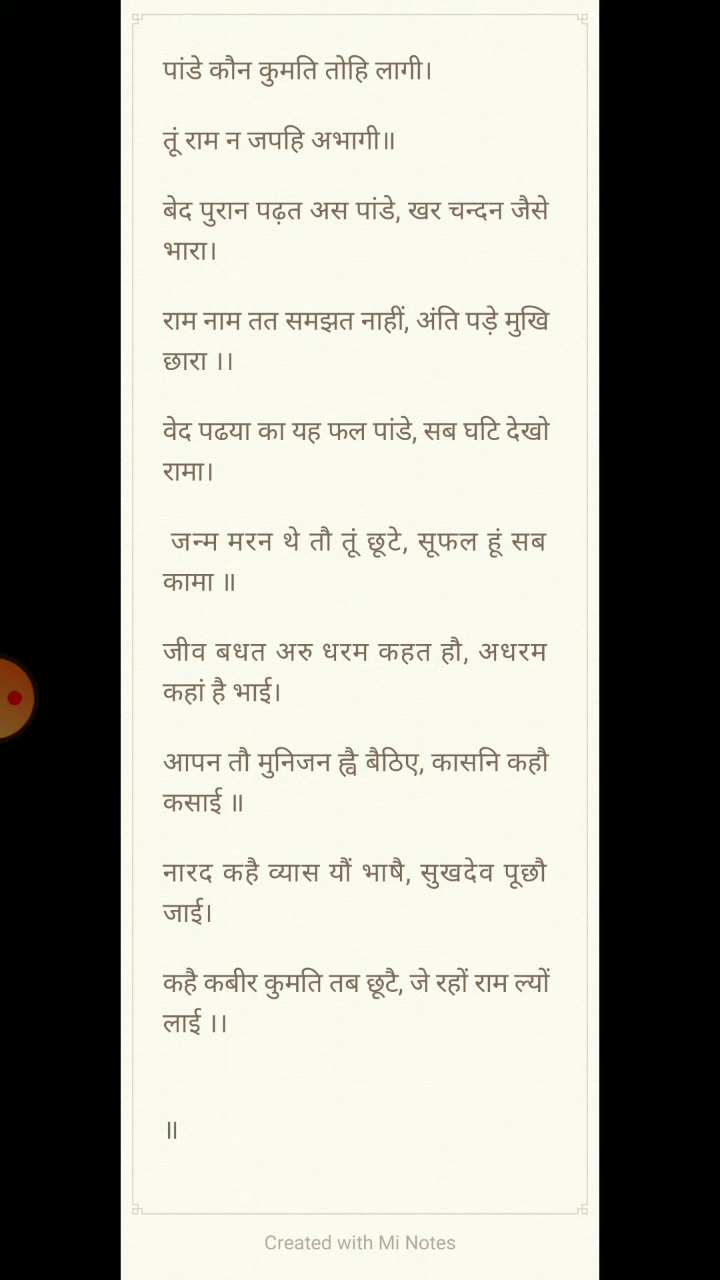 पांडे कौन कुमति तोहि लागी।
तूं राम न जपहि अभागी॥
बेद पुरान पढ़त अस पांडे, खर चन्दन जैसे
भारा।
राम नाम तत समझत नाहीं, अंति पड़े मुखि
छारा ।।
वेद पढया का यह फल पांडे, सब घटि देखो
रामा।
जन्म मरन थे तौ तूं छूटे, सूफल हूं सब
कामा ॥
जीव बधत अरु धरम कहत हौ, अधरम
कहां है भाई।
आपन तौ मुनिजन ह्वै बैठिए, कासनि कहौ
कसाई ॥
नारद कहै व्यास यौं भाषै, सुखदेव पूछौ
जाई।
कहै कबीर कुमति तब छूटै, जे रहों राम ल्यों
लाई ।।
॥
Created with Mi Notes